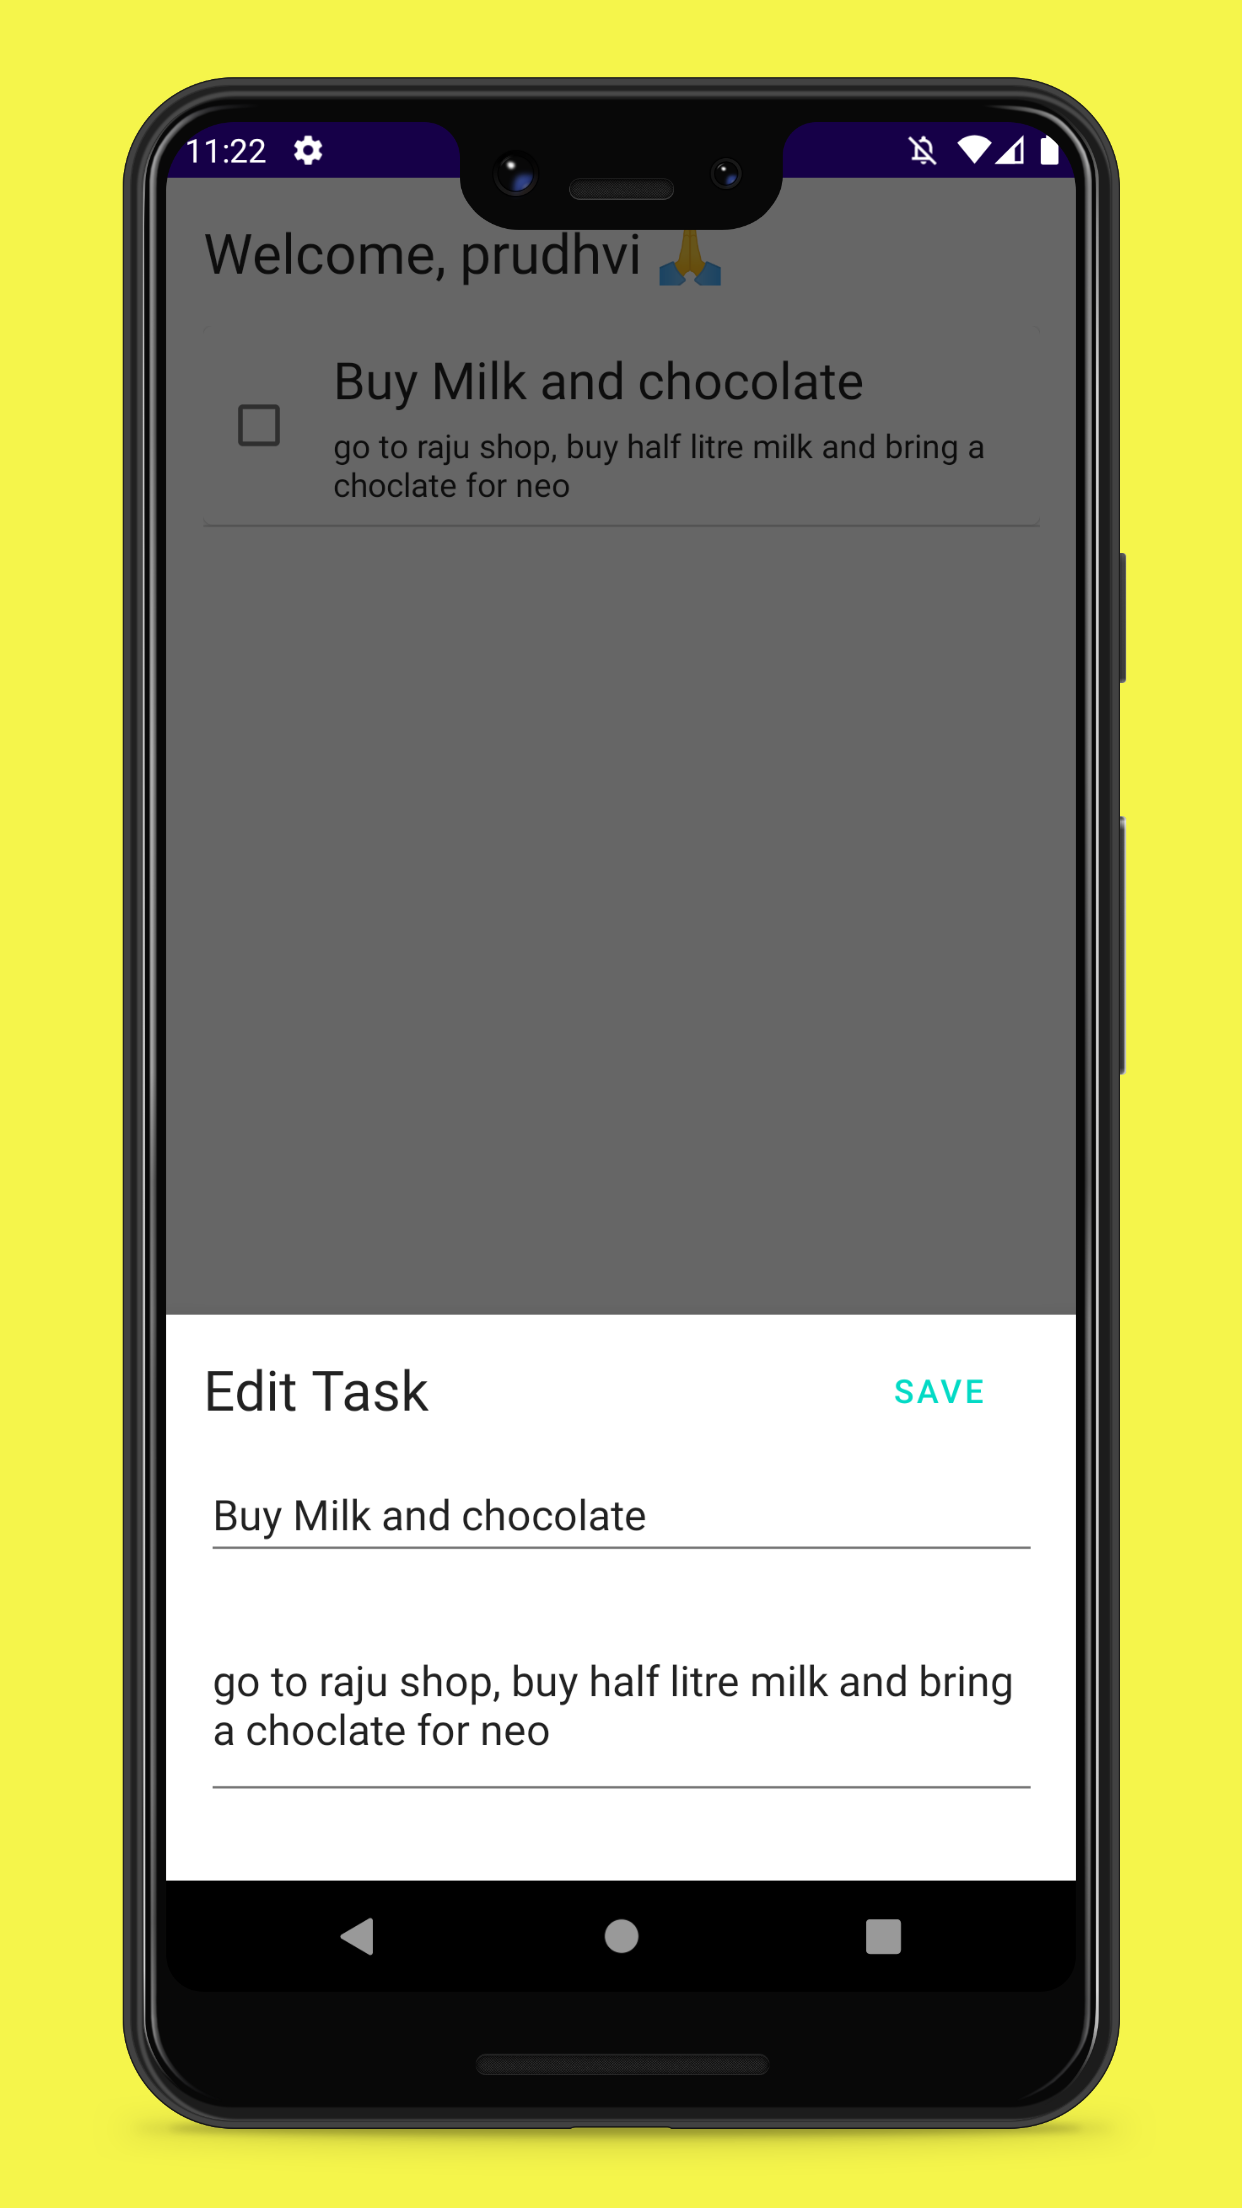 11:22
Welcome, prudhvi 🙏
Buy Milk and chocolate
go to raju shop, buy half litre milk and bring a
choclate for neo
Edit Task
SAVE
Buy Milk and chocolate
go to raju shop, buy half litre milk and bring
a choclate for neo